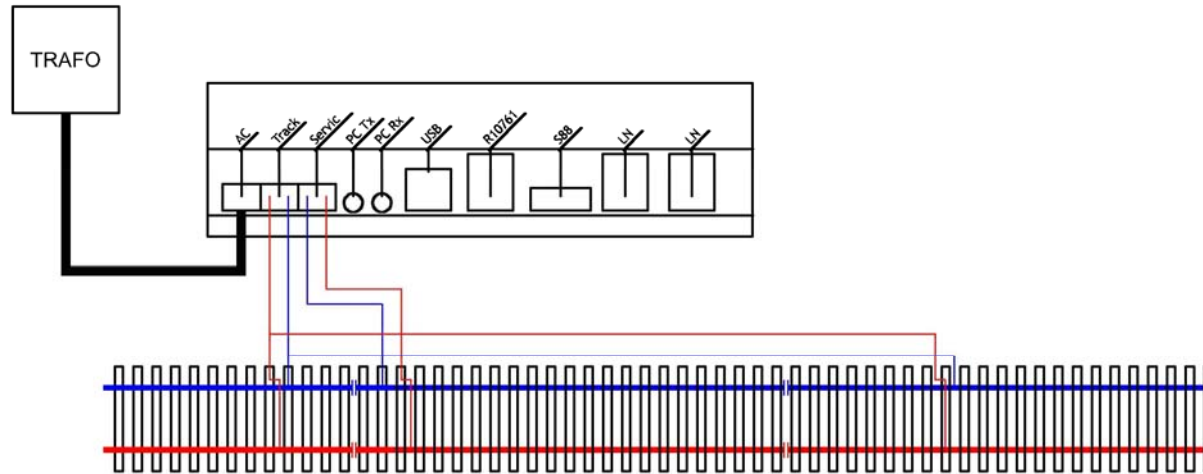 TRAFO
AC
Track
Servic
PC Tx
PC Rx
USB
R10761
S88
LN
LN